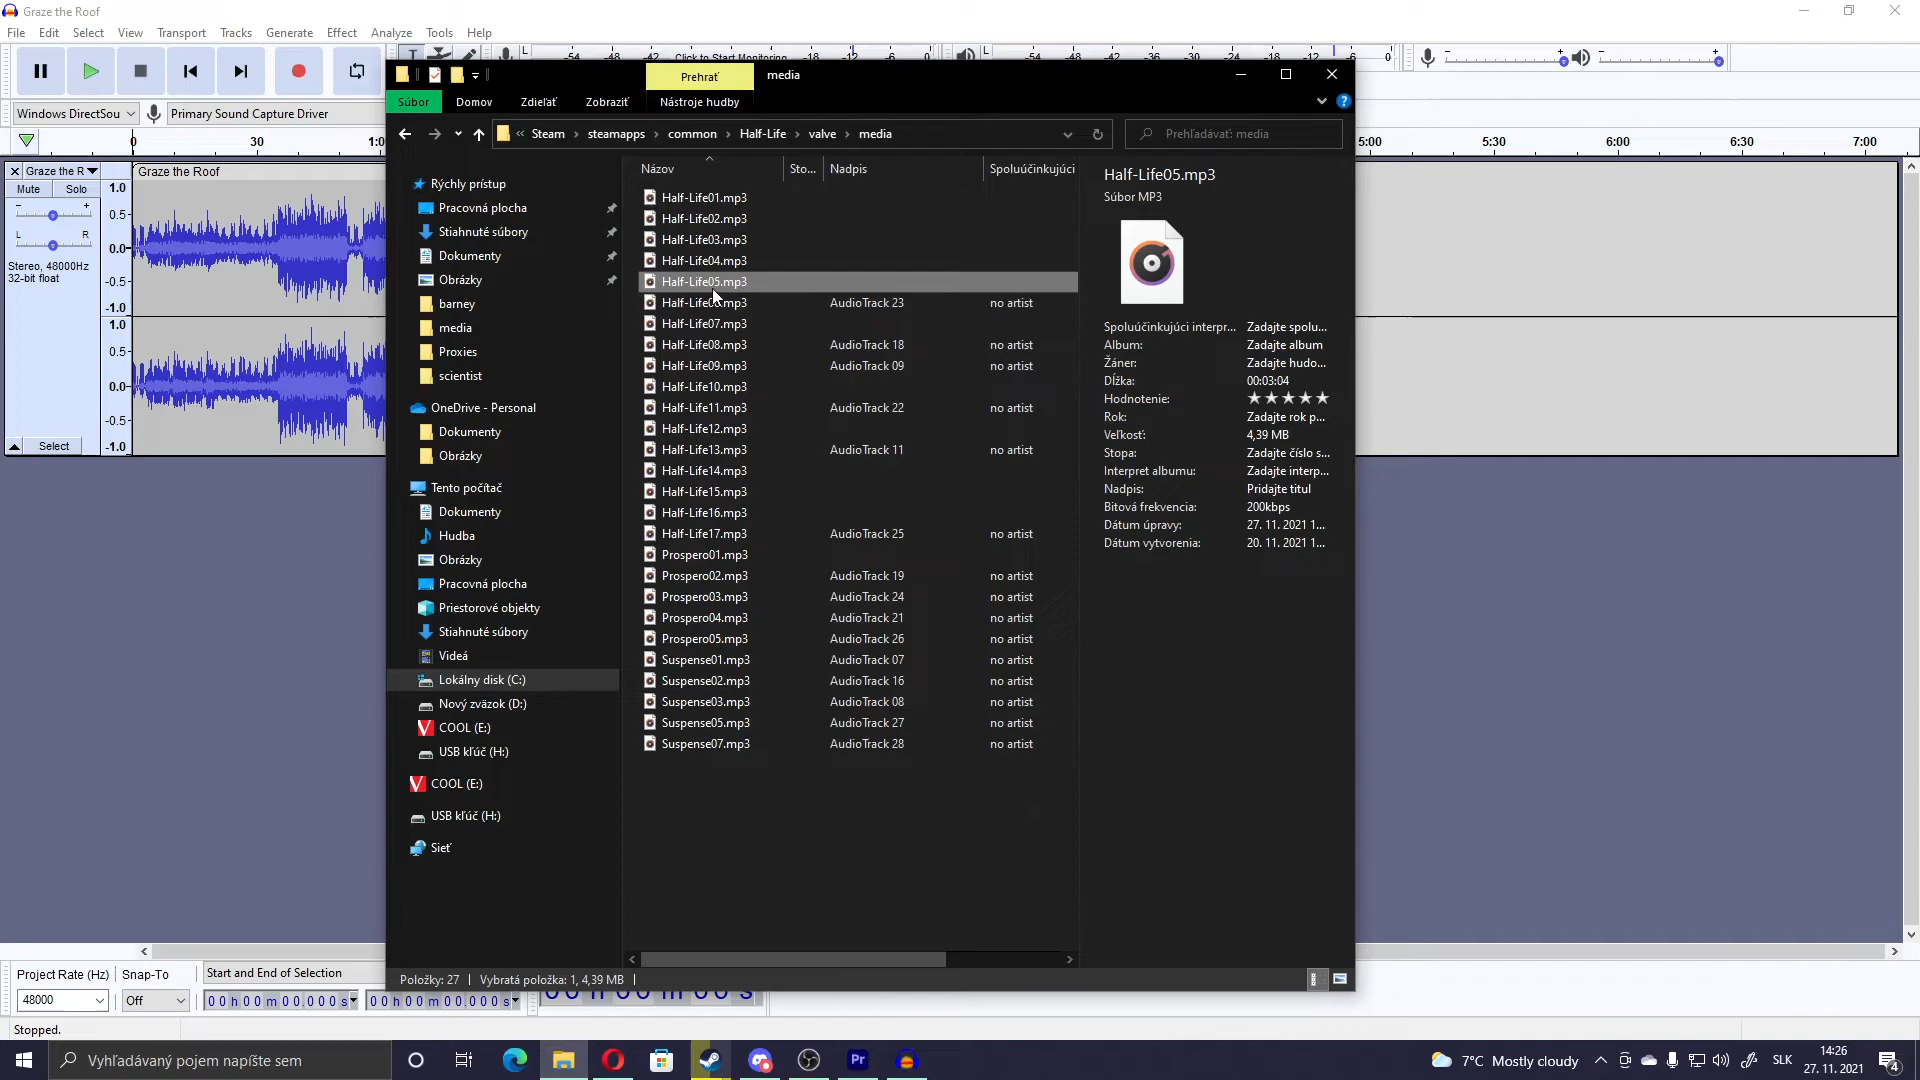 Graze the Roof
File Edit Select View Transport Tracks Generate Effect Analyze Tools Help
-54 -48 -42 Click to Start Monitoring -18 -12 -6 0 -54 -48 -42 -36 -30 -24 -18 -12 -6 0
Prehrať media
Súbor Domov Zdieľať Zobraziť Nástroje hudby
Windows DirectSou Primary Sound Capture Driver
« Steam › steamapps › common › Half-Life › valve › media
Prehľadávať: media
0 30 1:0 5:00 5:30 6:00 6:30 7:00
Graze the R Graze the Roof
Mute Solo
L R
Stereo, 48000Hz
32-bit float
Select
1.0
0.5
0.0
-0.5
-1.0
1.0
0.5
0.0
-0.5
-1.0
Rýchly prístup
Pracovná plocha
Stiahnuté súbory
Dokumenty
Obrázky
barney
media
Proxies
scientist
OneDrive - Personal
Dokumenty
Obrázky
Tento počítač
Dokumenty
Hudba
Obrázky
Pracovná plocha
Priestorové objekty
Stiahnuté súbory
Videá
Lokálny disk (C:)
Nový zväzok (D:)
COOL (E:)
USB kľúč (H:)
COOL (E:)
USB kľúč (H:)
Sieť
Názov Sto... Nadpis Spoluúčinkujúci
Half-Life01.mp3
Half-Life02.mp3
Half-Life03.mp3
Half-Life04.mp3
Half-Life05.mp3
Half-Life06.mp3 AudioTrack 23 no artist
Half-Life07.mp3
Half-Life08.mp3 AudioTrack 18 no artist
Half-Life09.mp3 AudioTrack 09 no artist
Half-Life10.mp3
Half-Life11.mp3 AudioTrack 22 no artist
Half-Life12.mp3
Half-Life13.mp3 AudioTrack 11 no artist
Half-Life14.mp3
Half-Life15.mp3
Half-Life16.mp3
Half-Life17.mp3 AudioTrack 25 no artist
Prospero01.mp3
Prospero02.mp3 AudioTrack 19 no artist
Prospero03.mp3 AudioTrack 24 no artist
Prospero04.mp3 AudioTrack 21 no artist
Prospero05.mp3 AudioTrack 26 no artist
Suspense01.mp3 AudioTrack 07 no artist
Suspense02.mp3 AudioTrack 16 no artist
Suspense03.mp3 AudioTrack 08 no artist
Suspense05.mp3 AudioTrack 27 no artist
Suspense07.mp3 AudioTrack 28 no artist
Half-Life05.mp3
Súbor MP3
Spoluúčinkujúci interpr... Zadajte spolu...
Album: Zadajte album
Žáner: Zadajte hudo...
Dĺžka: 00:03:04
Hodnotenie: ★★★★★
Rok: Zadajte rok p...
Veľkosť: 4,39 MB
Stopa: Zadajte číslo s...
Interpret albumu: Zadajte interp...
Nadpis: Pridajte titul
Bitová frekvencia: 200kbps
Dátum úpravy: 27. 11. 2021 1...
Dátum vytvorenia: 20. 11. 2021 1...
Položky: 27 Vybratá položka: 1, 4,39 MB
Project Rate (Hz) Snap-To Start and End of Selection
48000 Off 00h00m00.000s 00h00m00.000s 00h00m00s
Stopped.
Vyhľadávaný pojem napíšte sem
Pr
7°C Mostly cloudy SLK 14:26
27. 11. 2021 4